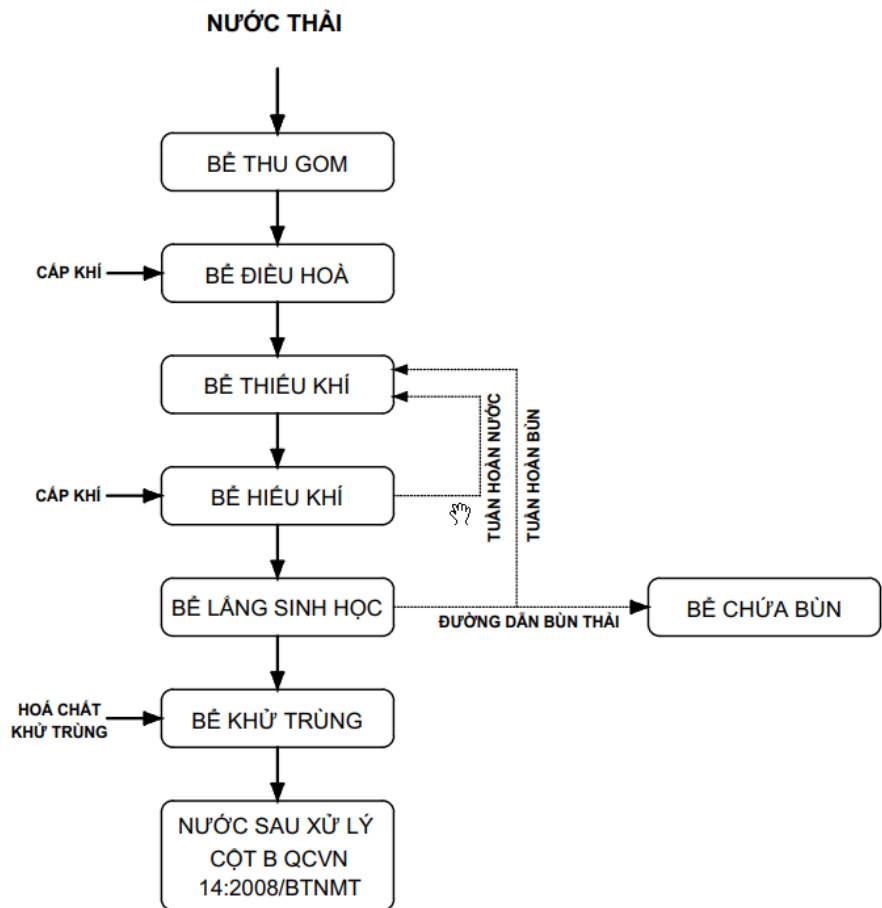 NƯỚC THẢI
BỂ THU GOM
CẤP KHÍ
BỂ ĐIỀU HOÀ
BỂ THIẾU KHÍ
TUẦN HOÀN NƯỚC
TUẦN HOÀN BÙN
CẤP KHÍ
BỂ HIẾU KHÍ
BỂ LẮNG SINH HỌC
ĐƯỜNG DẪN BÙN THẢI
BỂ CHỨA BÙN
HOÁ CHẤT
KHỬ TRÙNG
BỂ KHỬ TRÙNG
NƯỚC SAU XỬ LÝ
CỘT B QCVN
14:2008/BTNMT